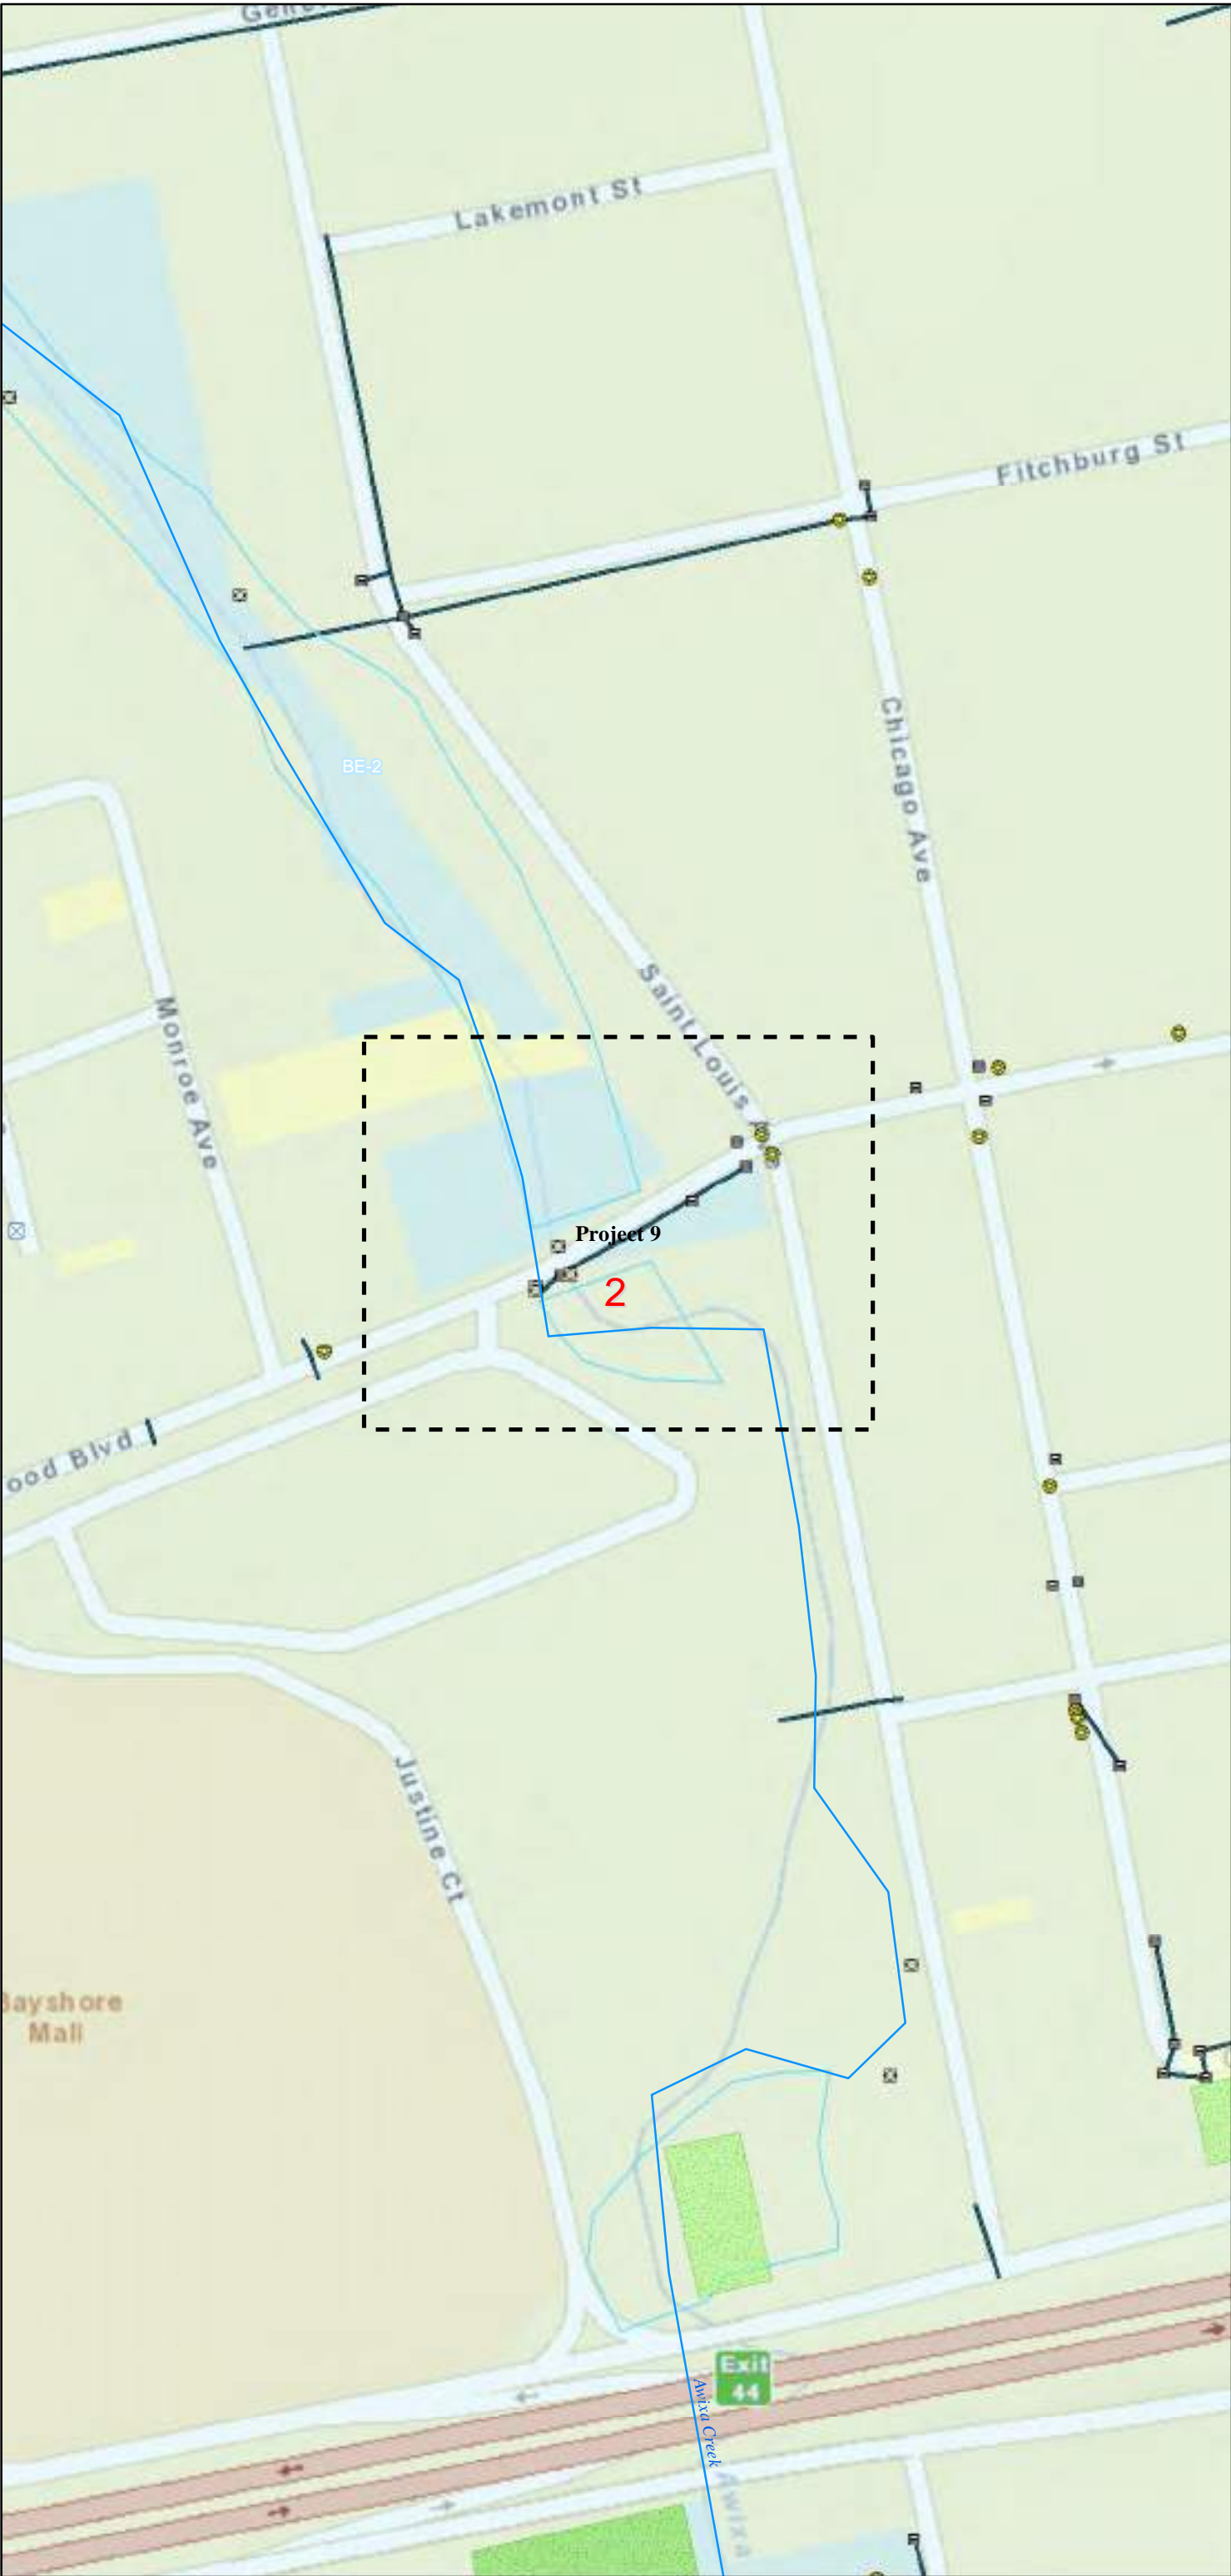 Lakemont St
Fitchburg St
Chicago Ave
BE-2
Saint Louis
Monroe Ave
Project 9
2
ood Blvd
Justine Ct
Bayshore
Mall
Exit
44
Awixa Creek
Awixa